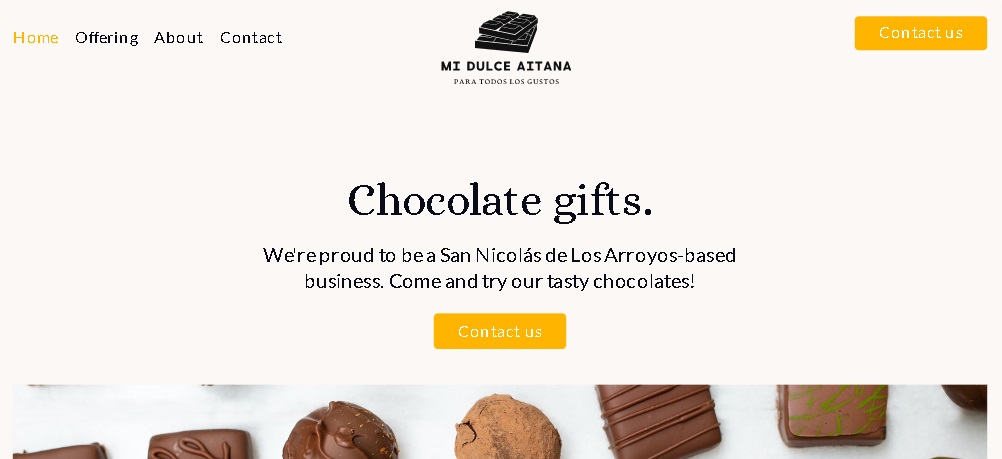 Home Offering About Contact
MI DULCE AITANA
PARA TODOS LOS GUSTOS
Contact us
Chocolate gifts.
We're proud to be a San Nicolás de Los Arroyos-based
business. Come and try our tasty chocolates!
Contact us